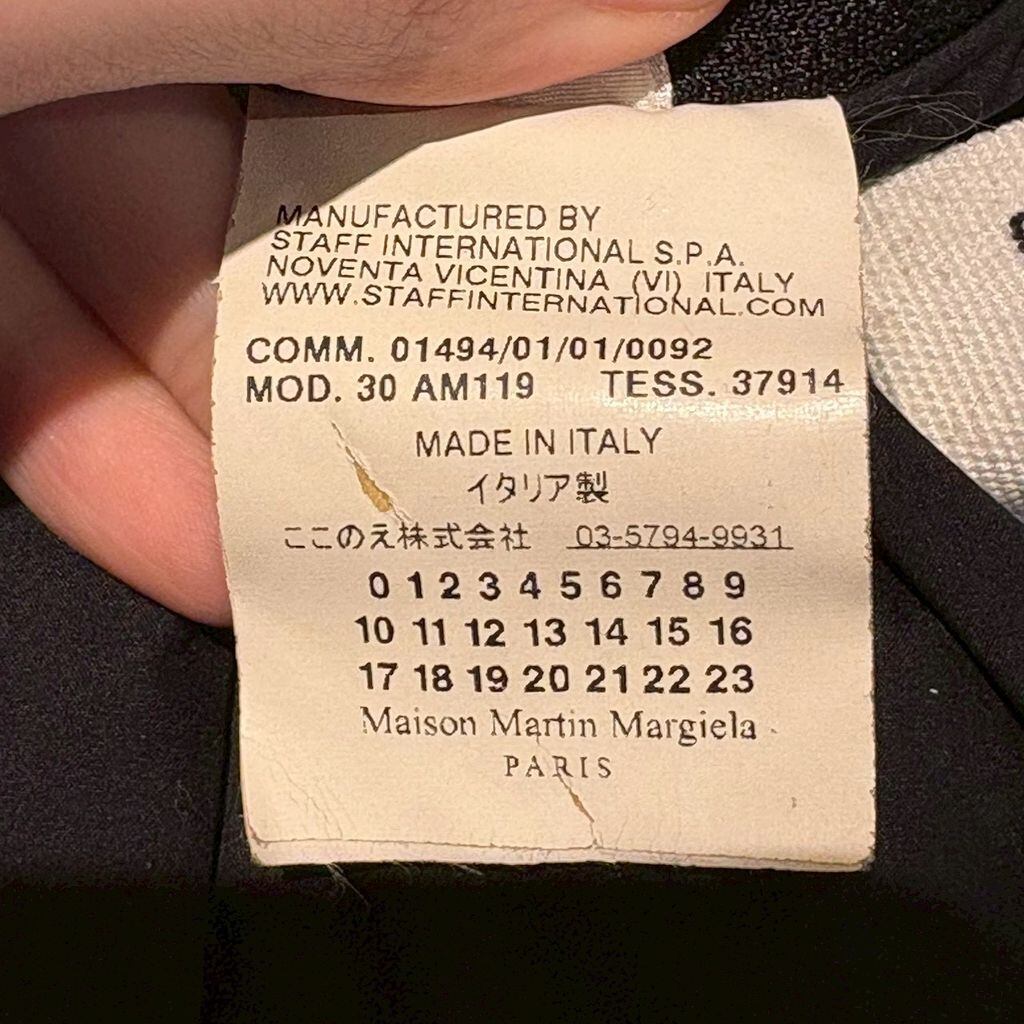 MANUFACTURED BY
STAFF INTERNATIONAL S.P.A.
NOVENTA VICENTINA (VI) ITALY
WWW.STAFFINTERNATIONAL.COM
COMM. 01494/01/01/0092
MOD. 30 AM119 TESS. 37914
MADE IN ITALY
イタリア製
ここのえ株式会社 03-5794-9931
0 1 2 3 4 5 6 7 8 9
10 11 12 13 14 15 16
17 18 19 20 21 22 23
Maison Martin Margiela
PARIS